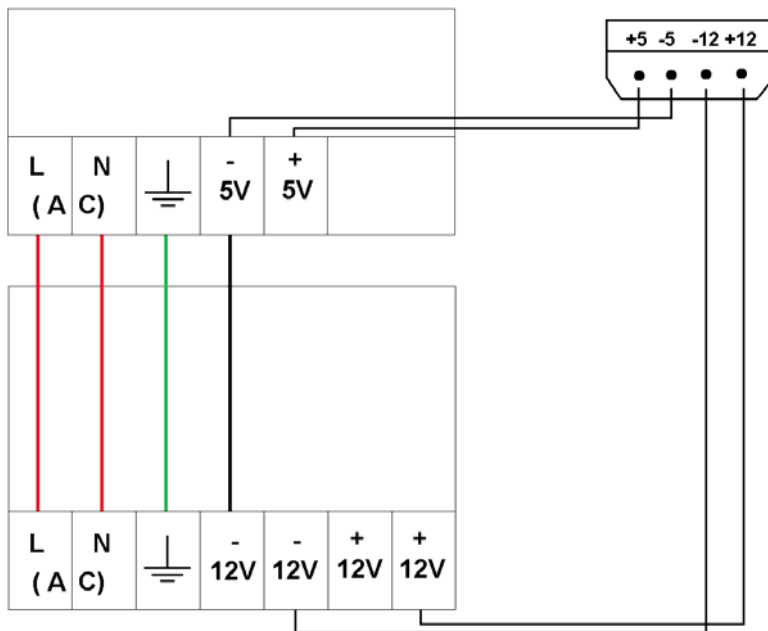 +5 -5 -12 +12
L N - +
( A C) 5V 5V
L N - - + +
( A C) 12V 12V 12V 12V